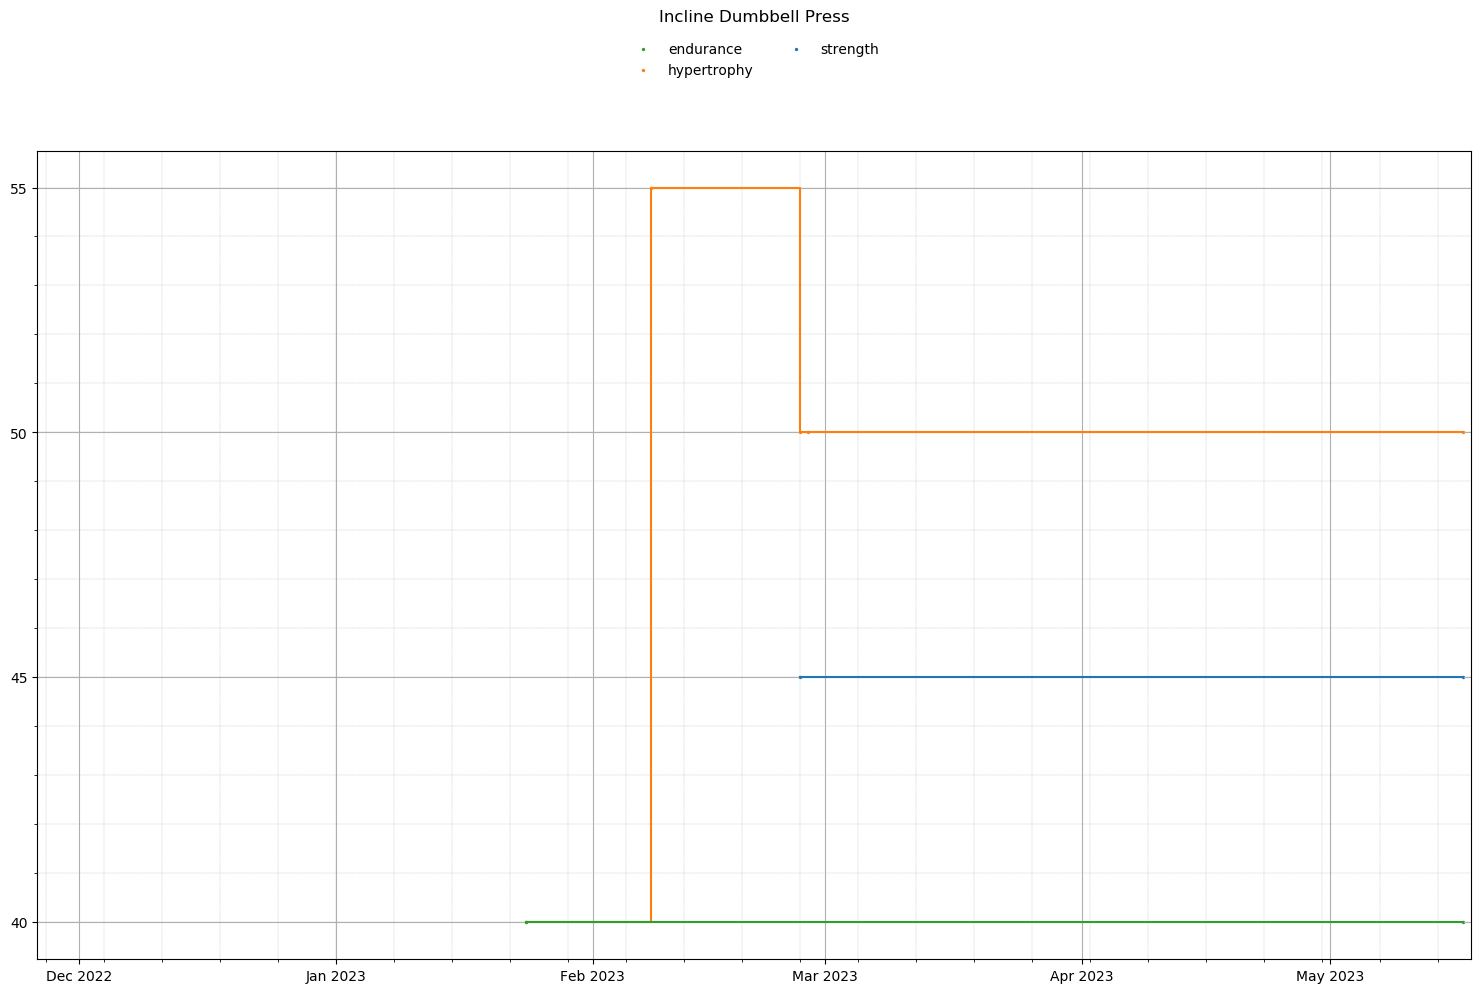 Incline Dumbbell Press
endurance
hypertrophy
strength
55
50
45
40
Dec 2022
Jan 2023
Feb 2023
Mar 2023
Apr 2023
May 2023